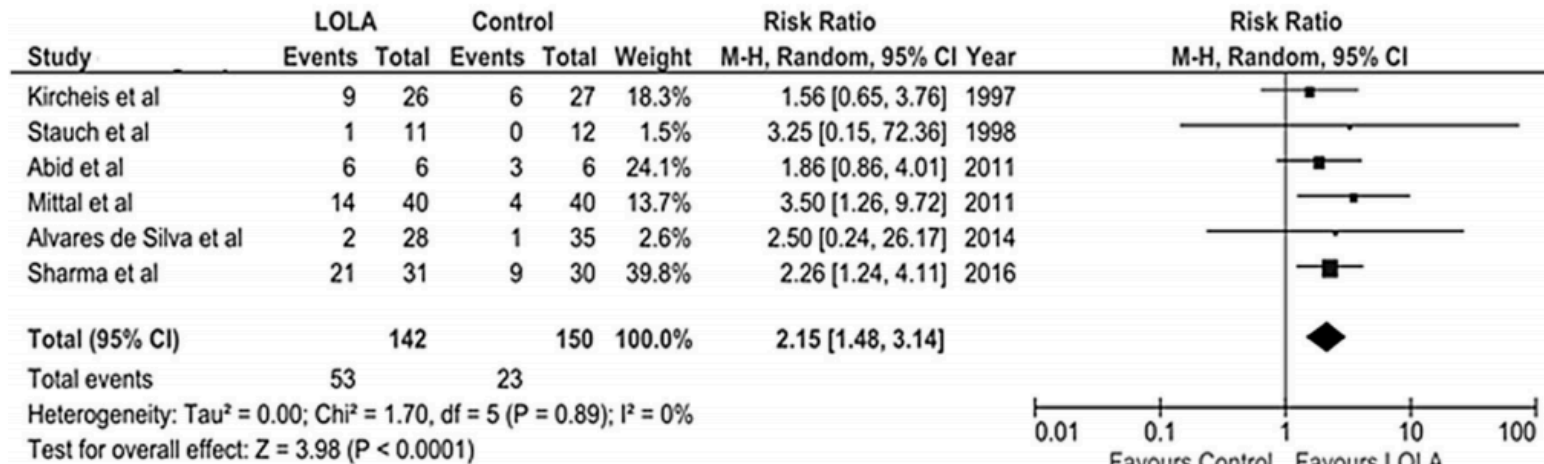 LOLA Control Risk Ratio Risk Ratio
Study Events Total Events Total Weight M-H, Random, 95% CI Year M-H, Random, 95% CI
Kircheis et al 9 26 6 27 18.3% 1.56 [0.65, 3.76] 1997
Stauch et al 1 11 0 12 1.5% 3.25 [0.15, 72.36] 1998
Abid et al 6 6 3 6 24.1% 1.86 [0.86, 4.01] 2011
Mittal et al 14 40 4 40 13.7% 3.50 [1.26, 9.72] 2011
Alvares de Silva et al 2 28 1 35 2.6% 2.50 [0.24, 26.17] 2014
Sharma et al 21 31 9 30 39.8% 2.26 [1.24, 4.11] 2016
Total (95% CI) 142 150 100.0% 2.15 [1.48, 3.14]
Total events 53 23
Heterogeneity: Tau² = 0.00; Chi² = 1.70, df = 5 (P = 0.89); I² = 0%
Test for overall effect: Z = 3.98 (P < 0.0001)
0.01 0.1 1 10 100
Favours Control Favours LOLA